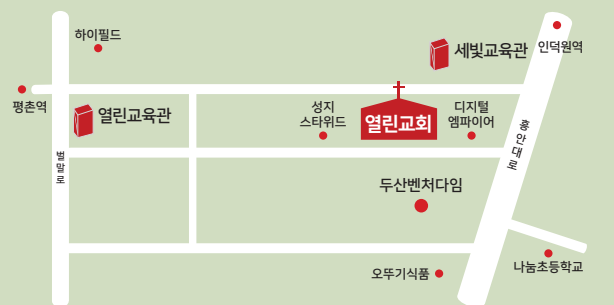 하이필드
세빛교육관
인덕원역
평촌역
열린교육관
성지
스타위드
열린교회
디지털
엠파이어
벌말로
흥안대로
두산벤처다임
오뚜기식품
나눔초등학교